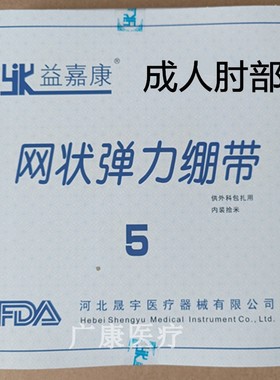 YJK 益嘉康®
成人肘部
网状弹力绷带
供外科包扎用
内装拾米
5
FDA
河北晟宇医疗器械有限公司
Hebei Shengyu Medical Instrument Co., Ltd.
广康医疗